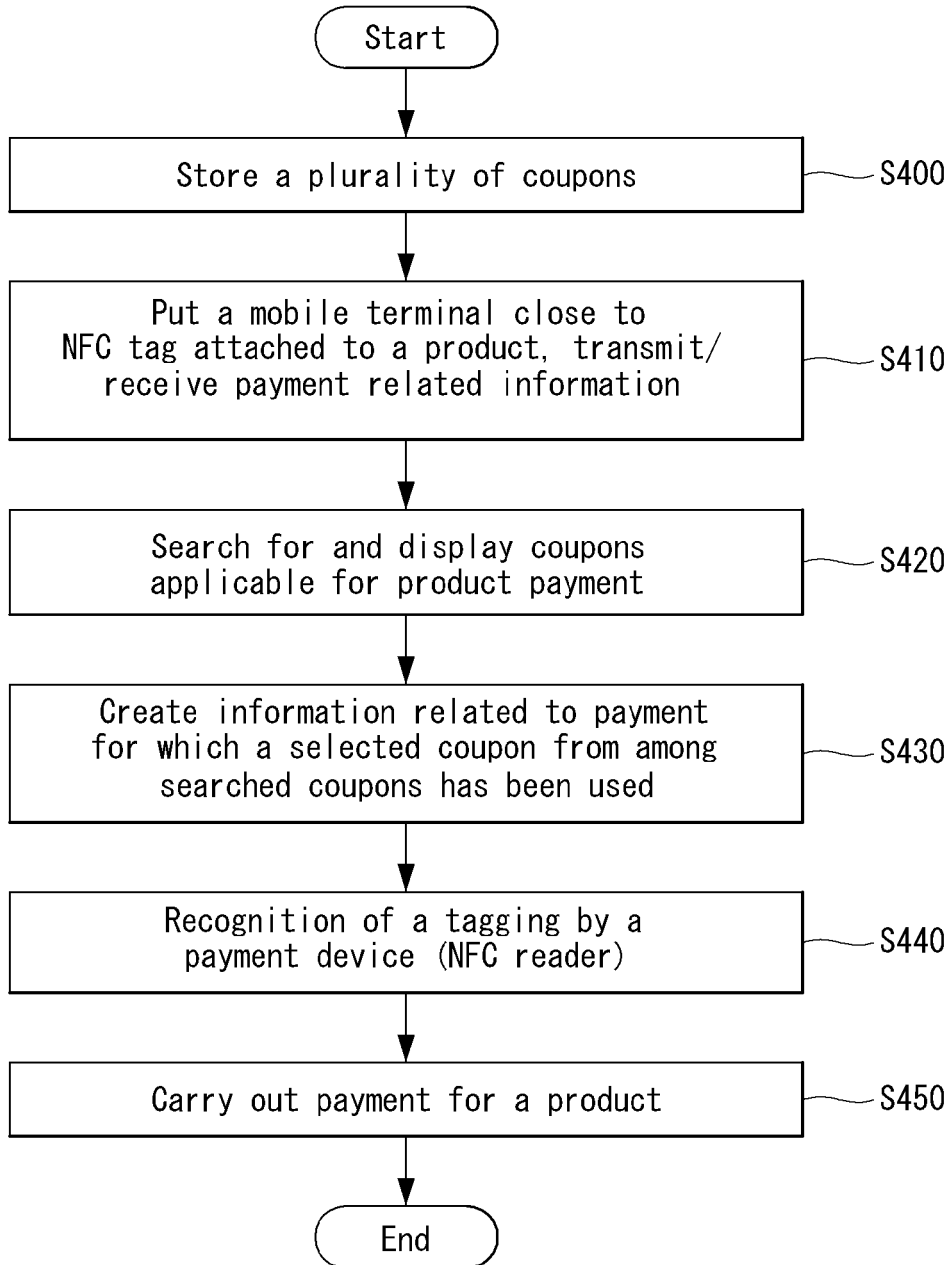 Start
Store a plurality of coupons
S400
Put a mobile terminal close to
NFC tag attached to a product, transmit/
receive payment related information
S410
Search for and display coupons
applicable for product payment
S420
Create information related to payment
for which a selected coupon from among
searched coupons has been used
S430
Recognition of a tagging by a
payment device (NFC reader)
S440
Carry out payment for a product
S450
End